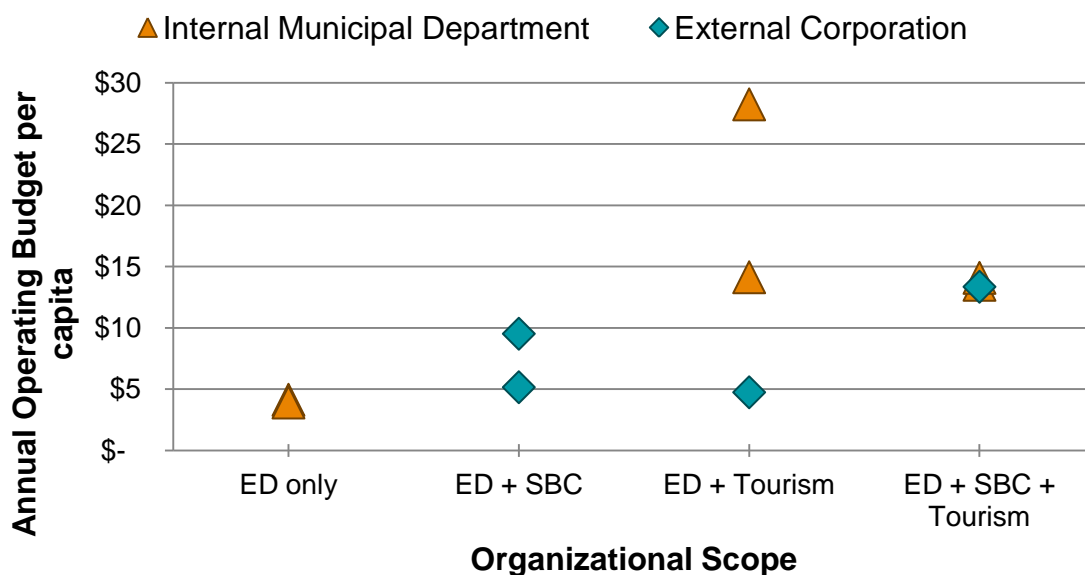 Internal Municipal Department External Corporation
Annual Operating Budget per
capita
$30
$25
$20
$15
$10
$5
$-
ED only ED + SBC ED + Tourism ED + SBC +
Tourism
Organizational Scope